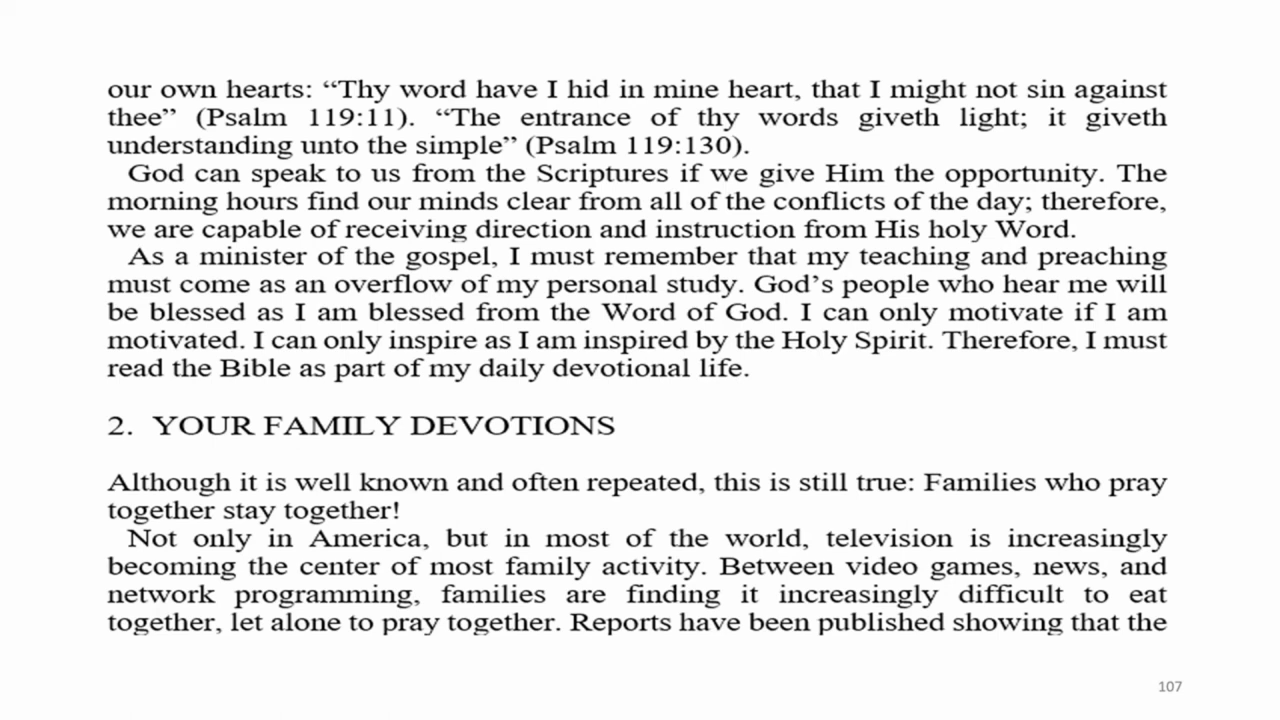 our own hearts: “Thy word have I hid in mine heart, that I might not sin against
thee” (Psalm 119:11). “The entrance of thy words giveth light; it giveth
understanding unto the simple” (Psalm 119:130).
God can speak to us from the Scriptures if we give Him the opportunity. The
morning hours find our minds clear from all of the conflicts of the day; therefore,
we are capable of receiving direction and instruction from His holy Word.
As a minister of the gospel, I must remember that my teaching and preaching
must come as an overflow of my personal study. God’s people who hear me will
be blessed as I am blessed from the Word of God. I can only motivate if I am
motivated. I can only inspire as I am inspired by the Holy Spirit. Therefore, I must
read the Bible as part of my daily devotional life.
2. YOUR FAMILY DEVOTIONS
Although it is well known and often repeated, this is still true: Families who pray
together stay together!
Not only in America, but in most of the world, television is increasingly
becoming the center of most family activity. Between video games, news, and
network programming, families are finding it increasingly difficult to eat
together, let alone to pray together. Reports have been published showing that the
107